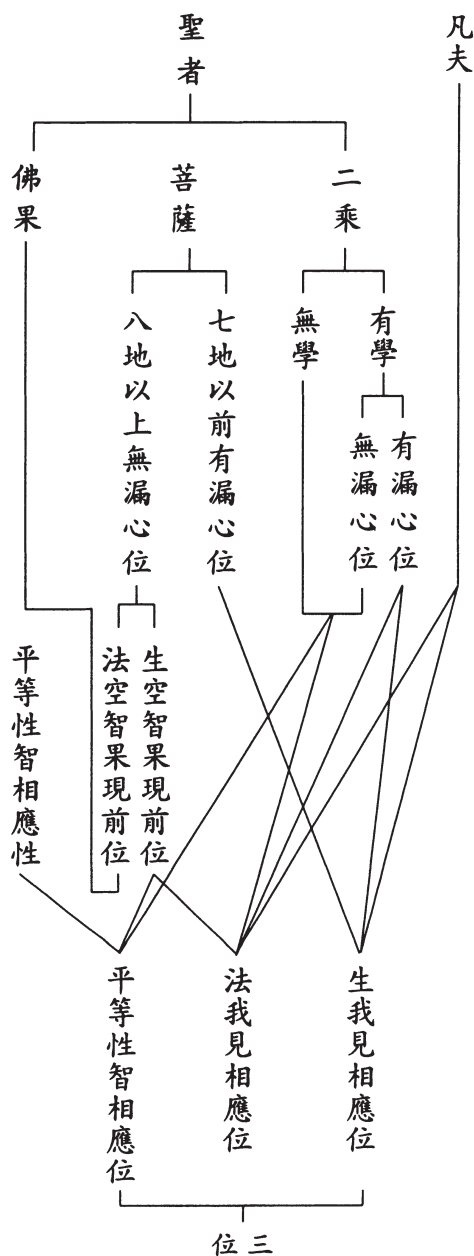 凡夫
聖者
二乘
菩薩
佛果
有學
無學
七地以前有漏心位
八地以上無漏心位
有漏心位
無漏心位
生空智果現前位
法空智果現前位
平等性智相應性
生我見相應位
法我見相應位
平等性智相應位
三位